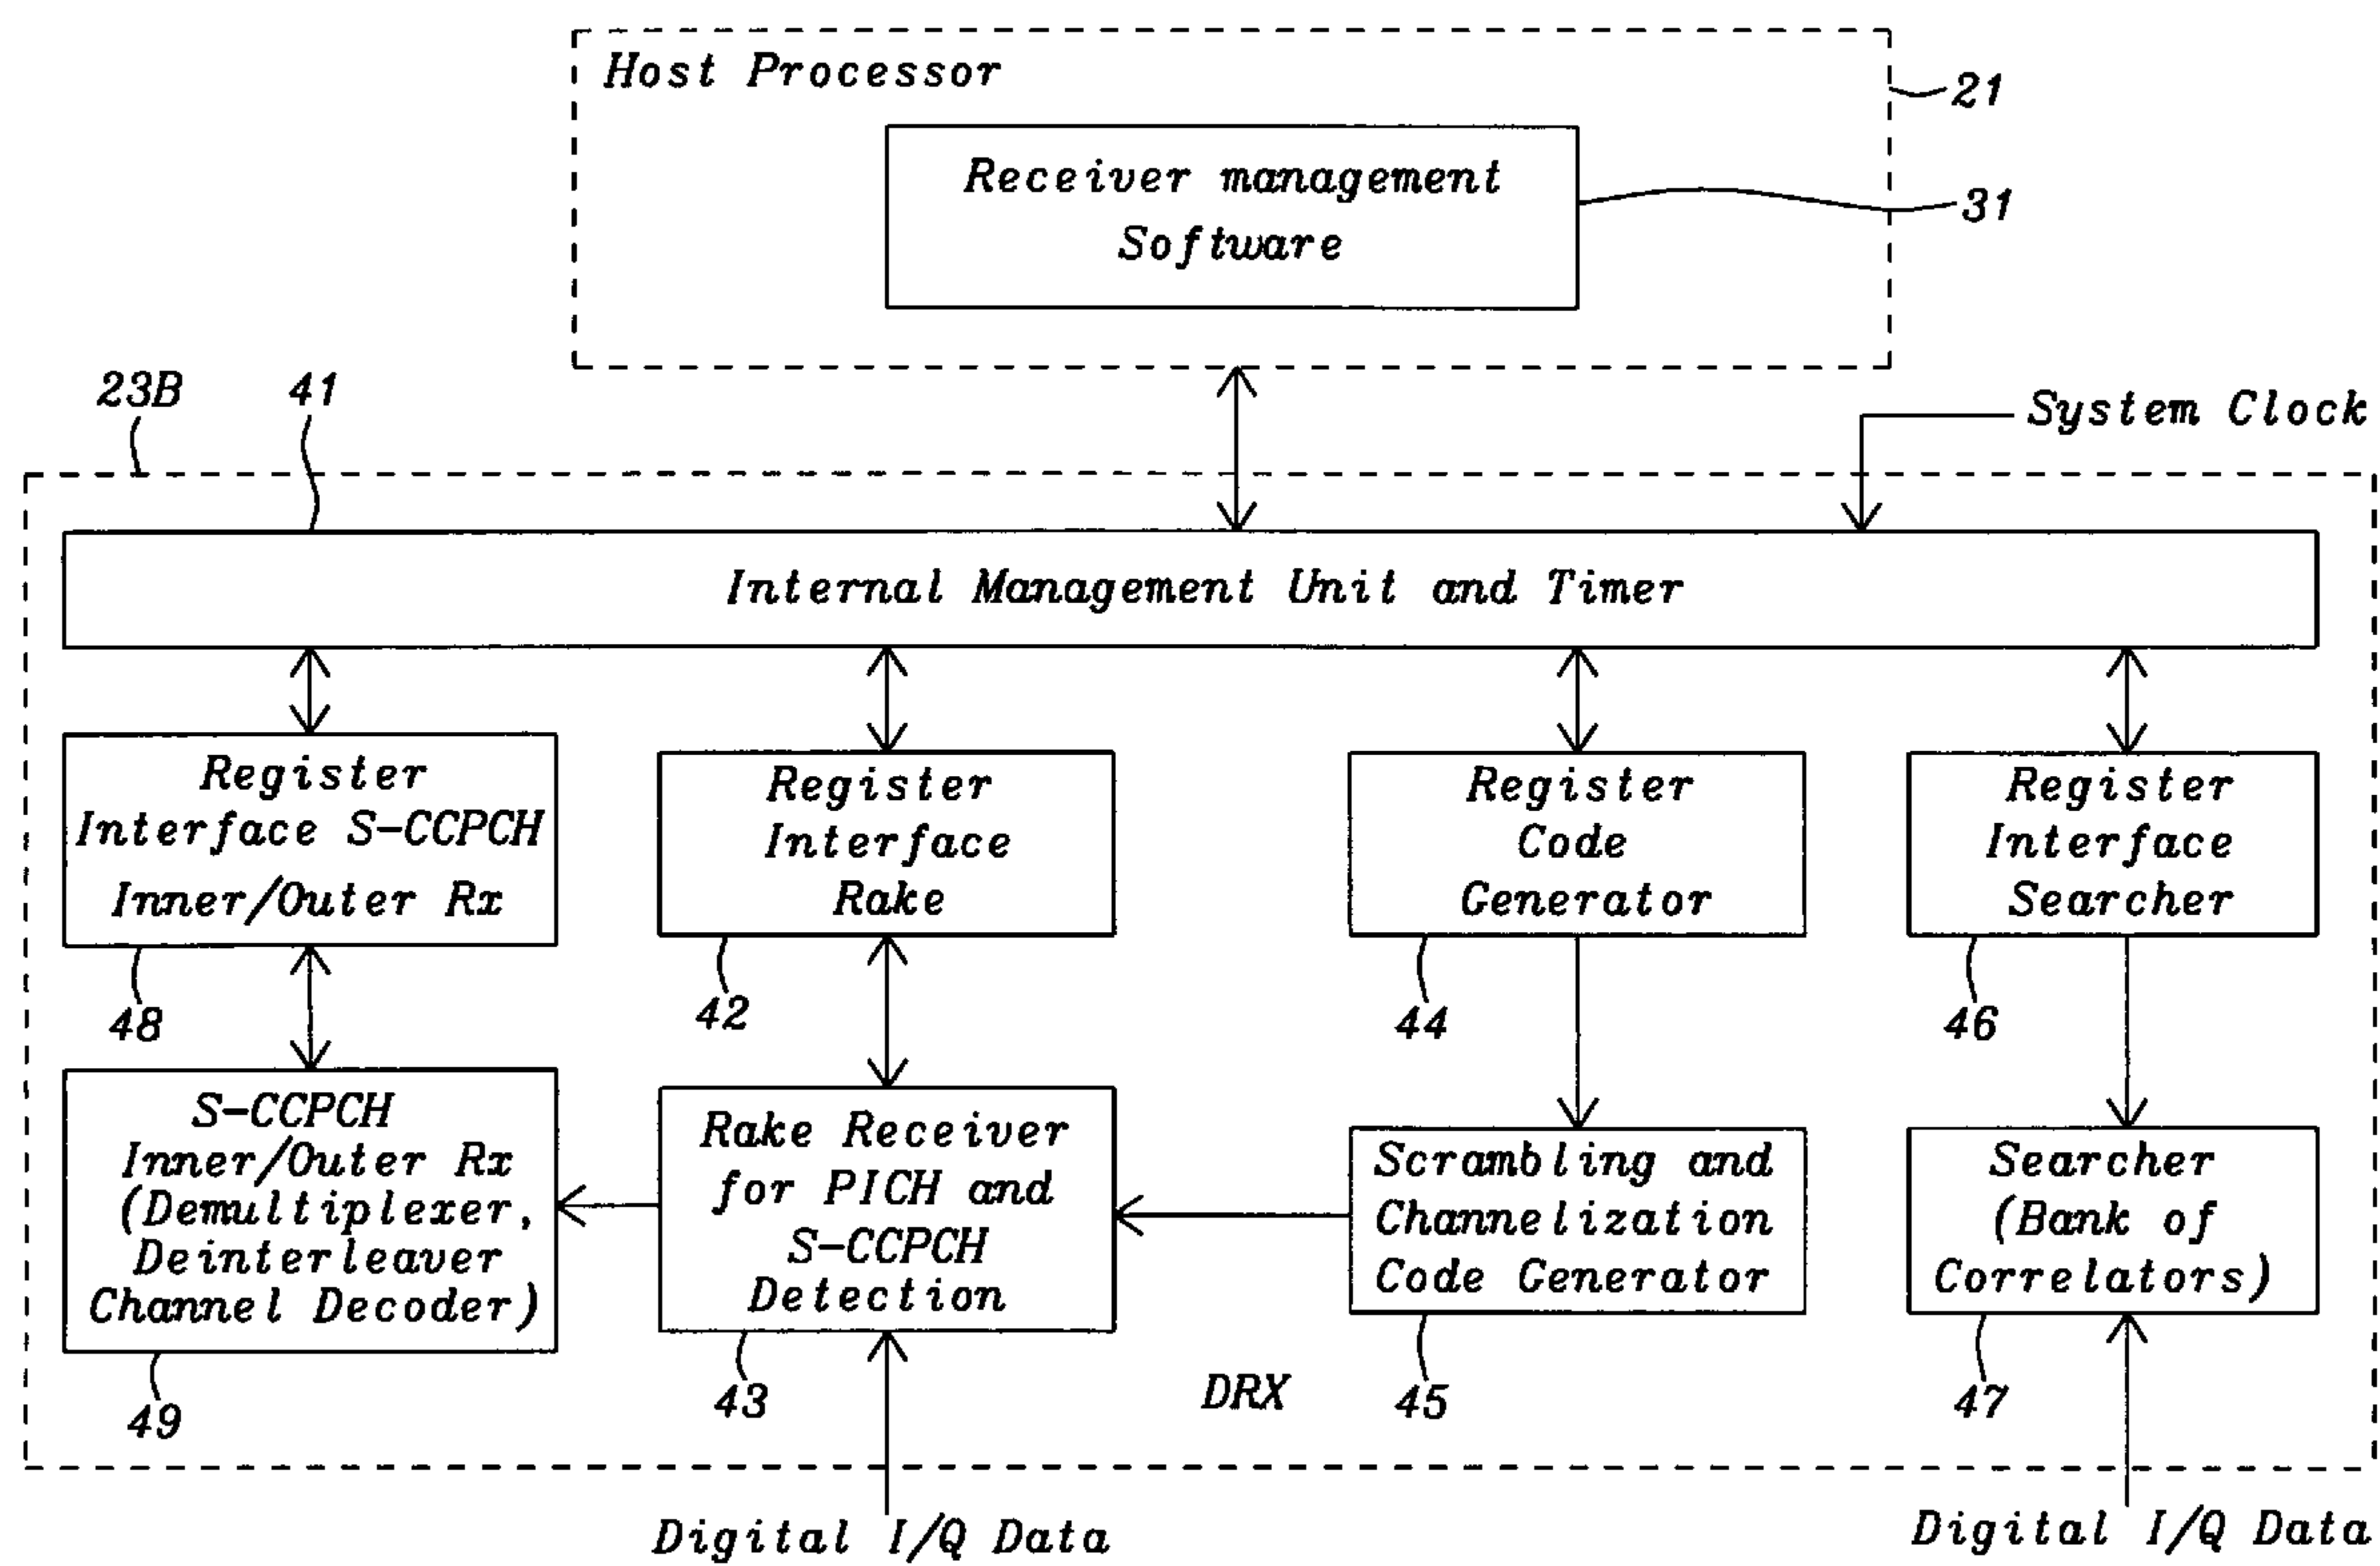 Host Processor
21
Receiver management
Software
31
23B
41
System Clock
Internal Management Unit and Timer
Register
Interface S-CCPCH
Inner/Outer Rx
48
Register
Interface
Rake
42
Register
Code
Generator
44
Register
Interface
Searcher
46
S-CCPCH
Inner/Outer Rx
(Demultiplexer,
Deinterleaver
Channel Decoder)
49
Rake Receiver
for PICH and
S-CCPCH
Detection
43
Scrambling and
Channelization
Code Generator
45
Searcher
(Bank of
Correlators)
47
DRX
Digital I/Q Data
Digital I/Q Data